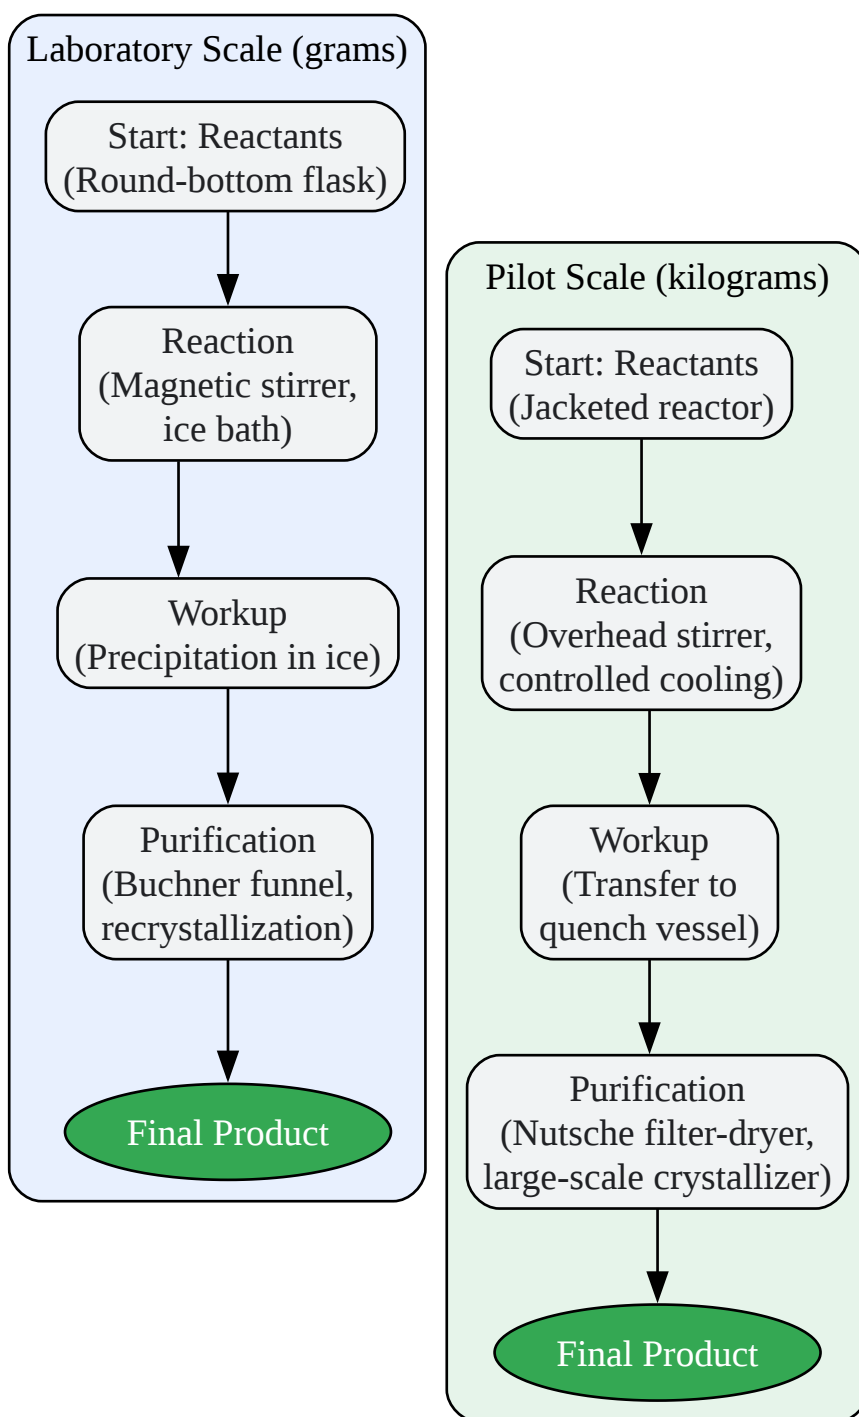 Laboratory Scale (grams)
Start: Reactants
(Round-bottom flask)
Reaction
(Magnetic stirrer,
ice bath)
Workup
(Precipitation in ice)
Purification
(Buchner funnel,
recrystallization)
Final Product
Pilot Scale (kilograms)
Start: Reactants
(Jacketed reactor)
Reaction
(Overhead stirrer,
controlled cooling)
Workup
(Transfer to
quench vessel)
Purification
(Nutsche filter-dryer,
large-scale crystallizer)
Final Product